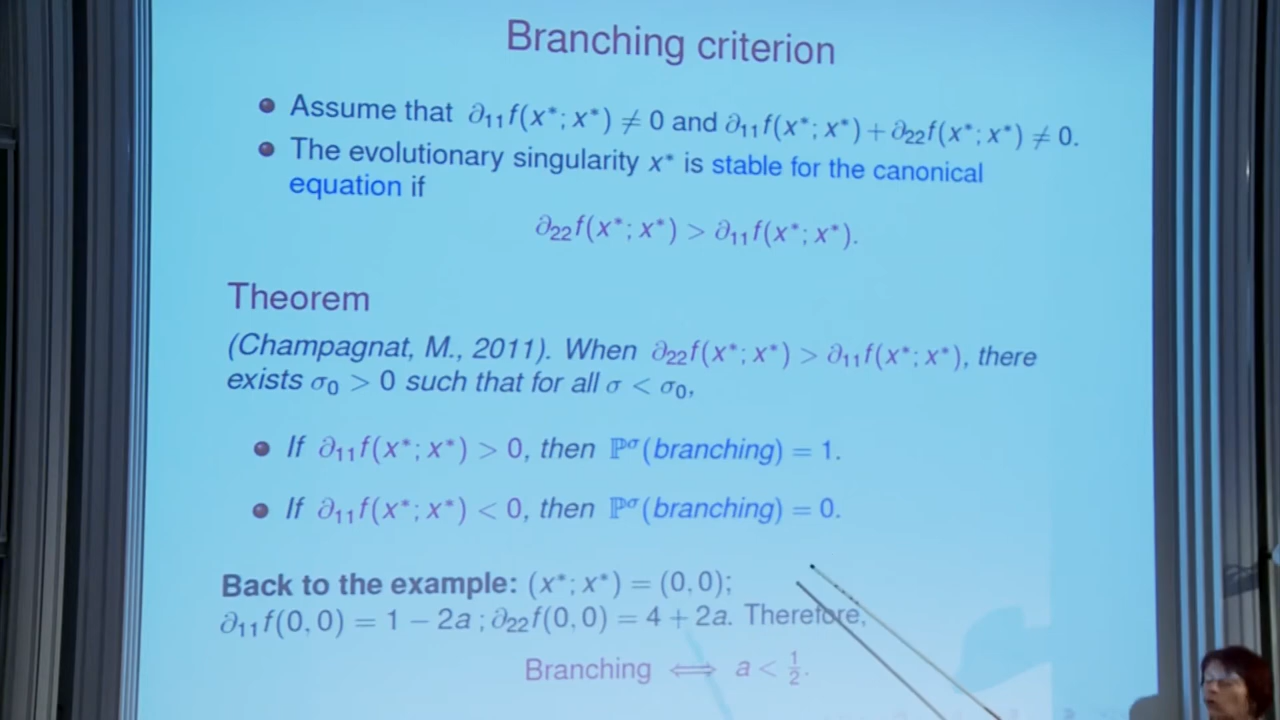 Branching criterion
Assume that ∂₁₁f(x*; x*) ≠ 0 and ∂₁₁f(x*; x*) + ∂₂₂f(x*; x*) ≠ 0.
The evolutionary singularity x* is stable for the canonical
equation if
∂₂₂f(x*; x*) > ∂₁₁f(x*; x*).
Theorem
(Champagnat, M., 2011). When ∂₂₂f(x*; x*) > ∂₁₁f(x*; x*), there
exists σ₀ > 0 such that for all σ < σ₀,
If ∂₁₁f(x*; x*) > 0, then ℙ^σ(branching) = 1.
If ∂₁₁f(x*; x*) < 0, then ℙ^σ(branching) = 0.
Back to the example: (x*; x*) = (0, 0);
∂₁₁f(0, 0) = 1 − 2a ; ∂₂₂f(0, 0) = 4 + 2a. Therefore,
Branching ⟺ a < 1/2.